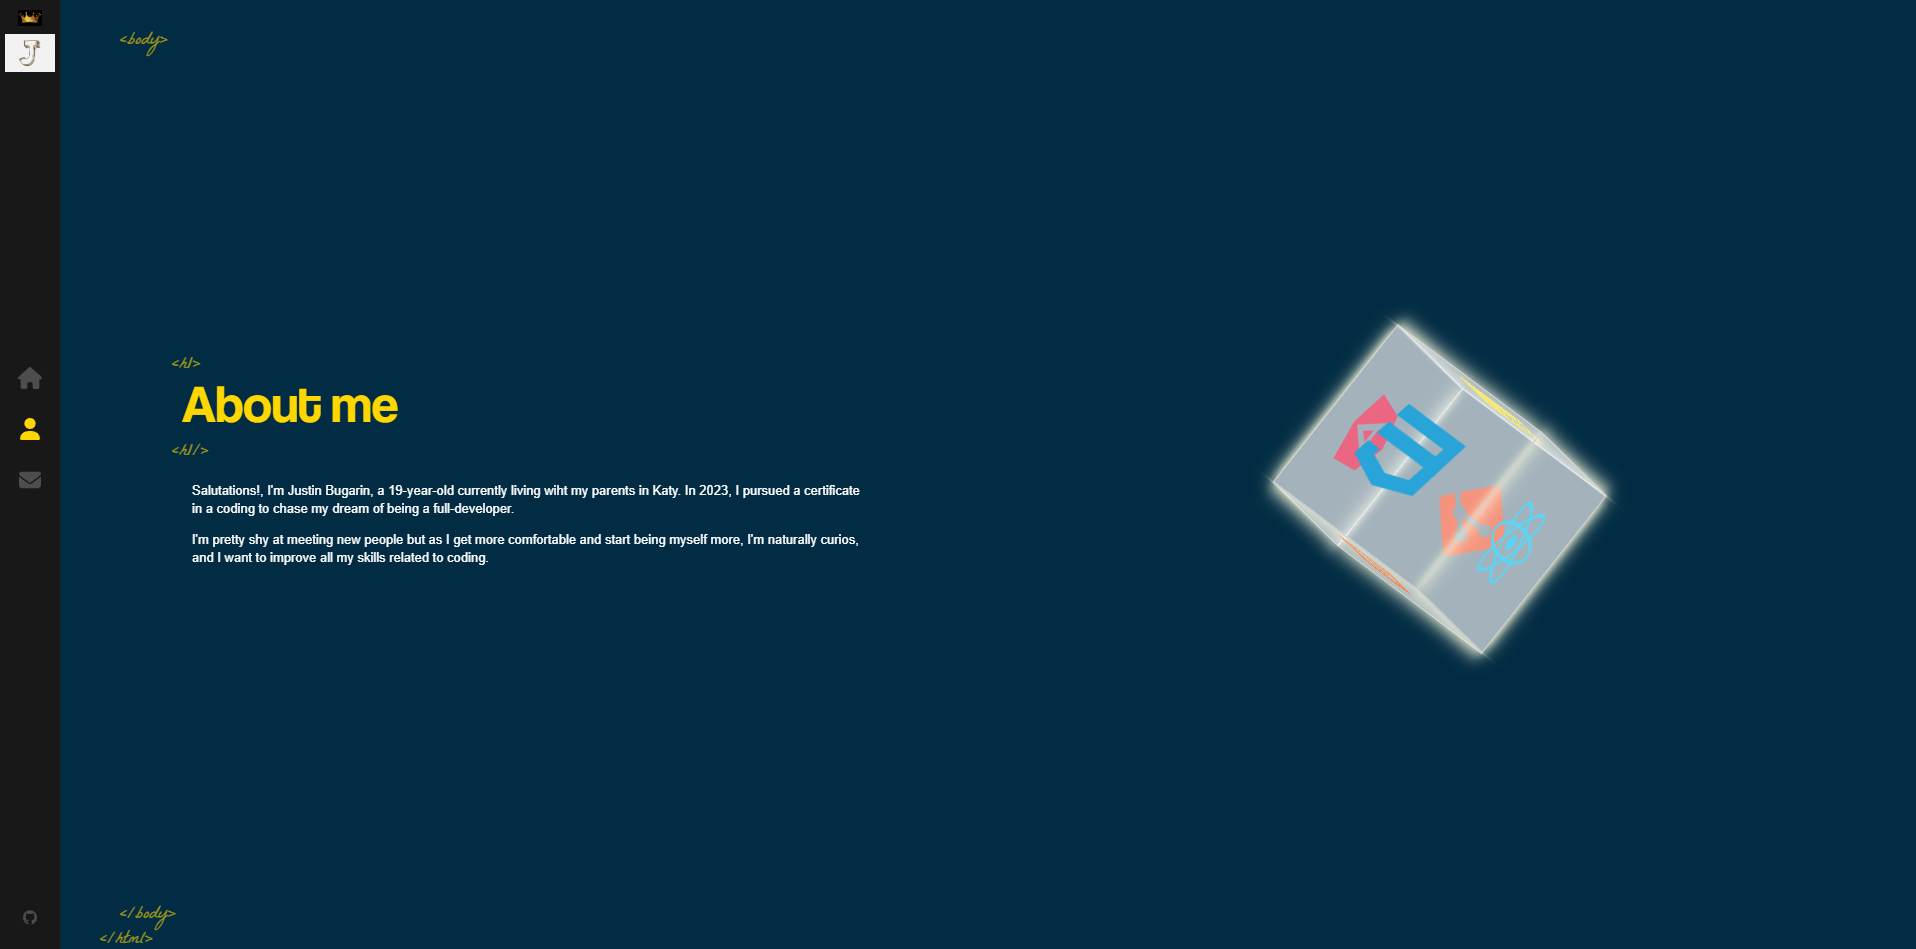 J
<body>
<h1>
About me
<h1/>
Salutations!, I'm Justin Bugarin, a 19-year-old currently living wiht my parents in Katy. In 2023, I pursued a certificate
in a coding to chase my dream of being a full-developer.
I'm pretty shy at meeting new people but as I get more comfortable and start being myself more, I'm naturally curios,
and I want to improve all my skills related to coding.
</body>
</html>